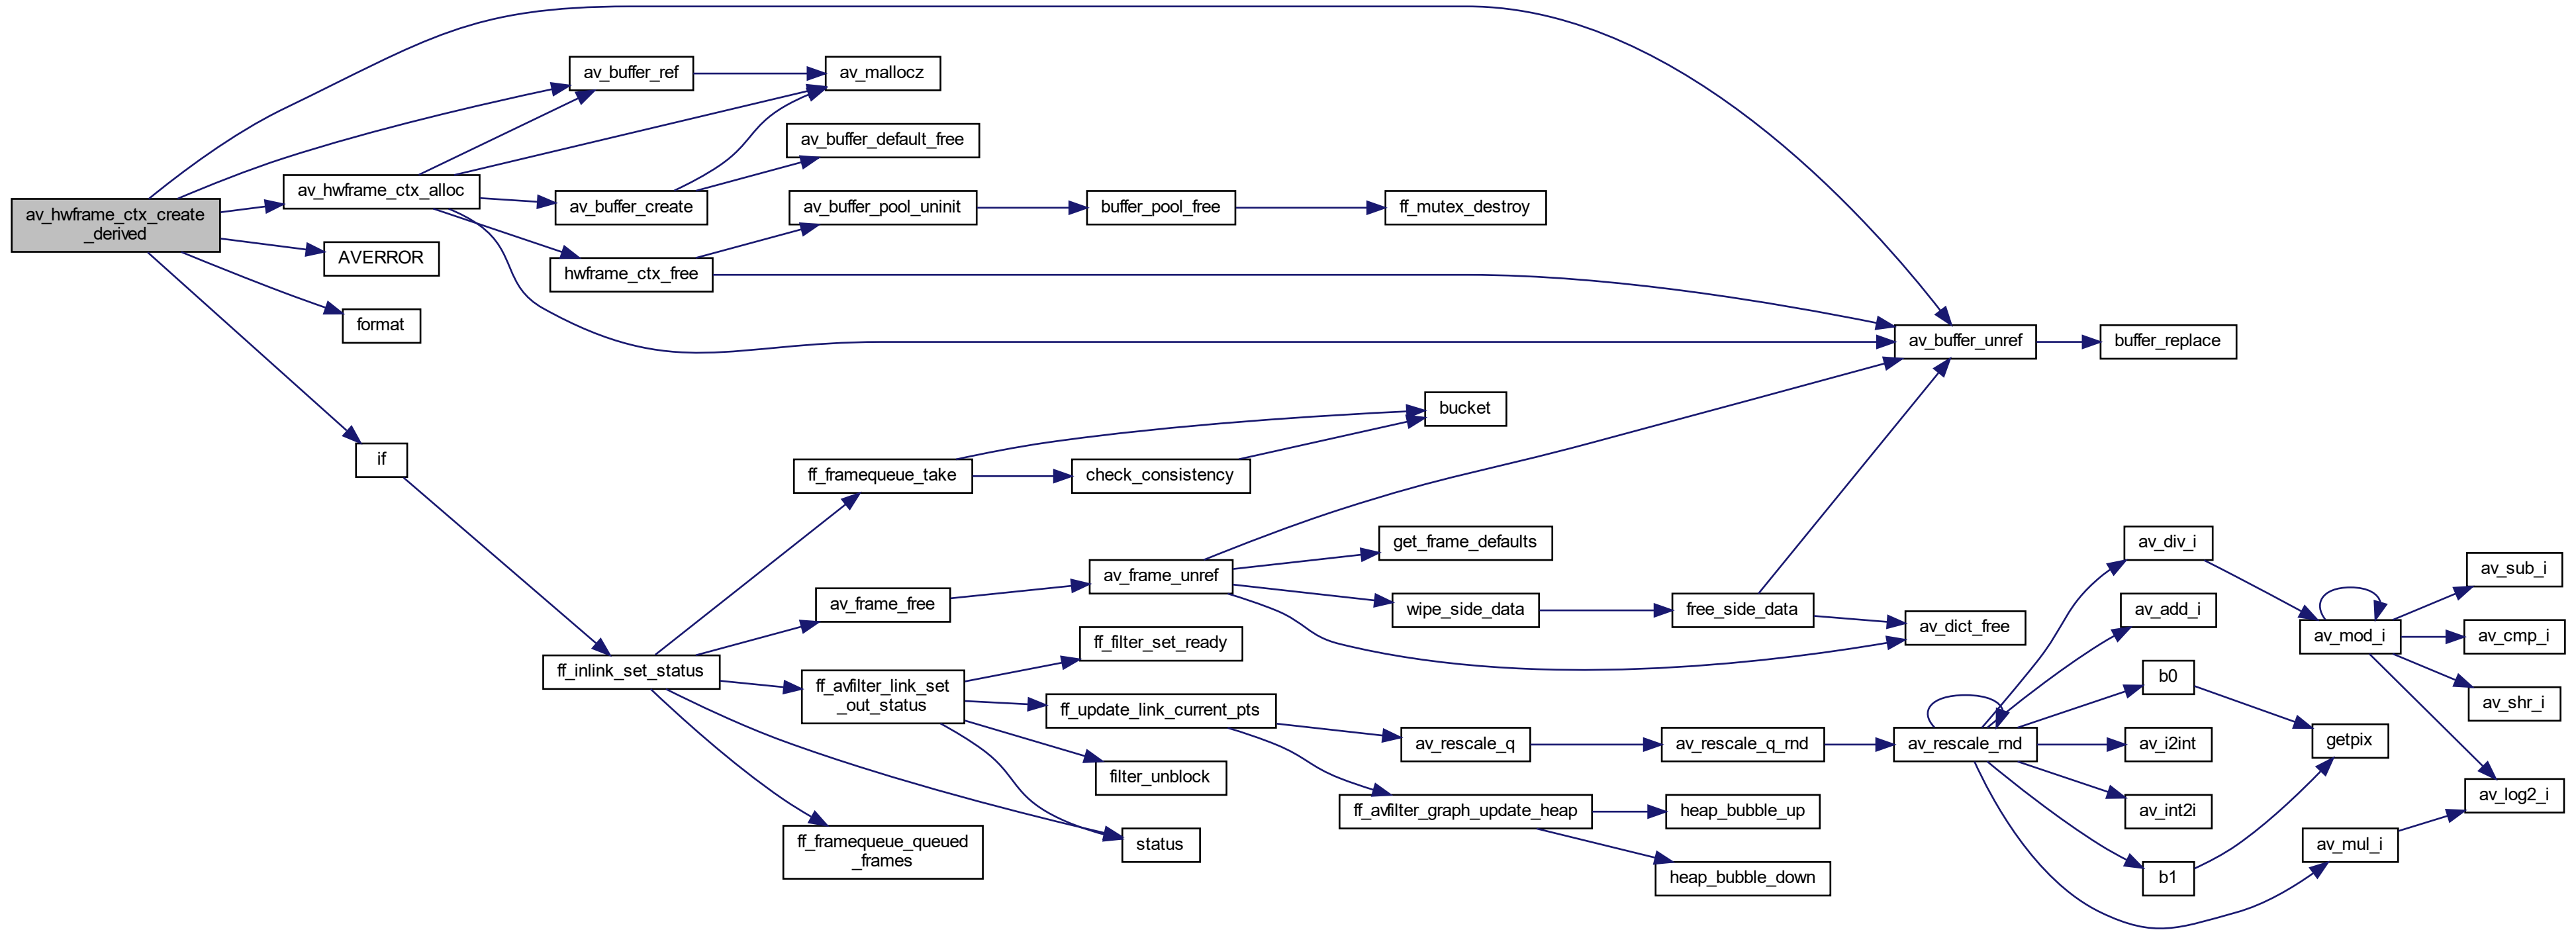 av_hwframe_ctx_create
_derived
av_buffer_ref
av_mallocz
av_hwframe_ctx_alloc
av_buffer_default_free
av_buffer_create
av_buffer_pool_uninit
buffer_pool_free
ff_mutex_destroy
AVERROR
hwframe_ctx_free
format
av_buffer_unref
buffer_replace
if
bucket
ff_framequeue_take
check_consistency
get_frame_defaults
av_frame_unref
av_frame_free
wipe_side_data
free_side_data
av_dict_free
ff_inlink_set_status
ff_filter_set_ready
ff_avfilter_link_set
_out_status
ff_update_link_current_pts
filter_unblock
status
ff_framequeue_queued
_frames
av_rescale_q
av_rescale_q_rnd
av_rescale_rnd
ff_avfilter_graph_update_heap
heap_bubble_up
heap_bubble_down
av_div_i
av_add_i
b0
av_i2int
av_int2i
b1
av_mod_i
getpix
av_mul_i
av_sub_i
av_cmp_i
av_shr_i
av_log2_i